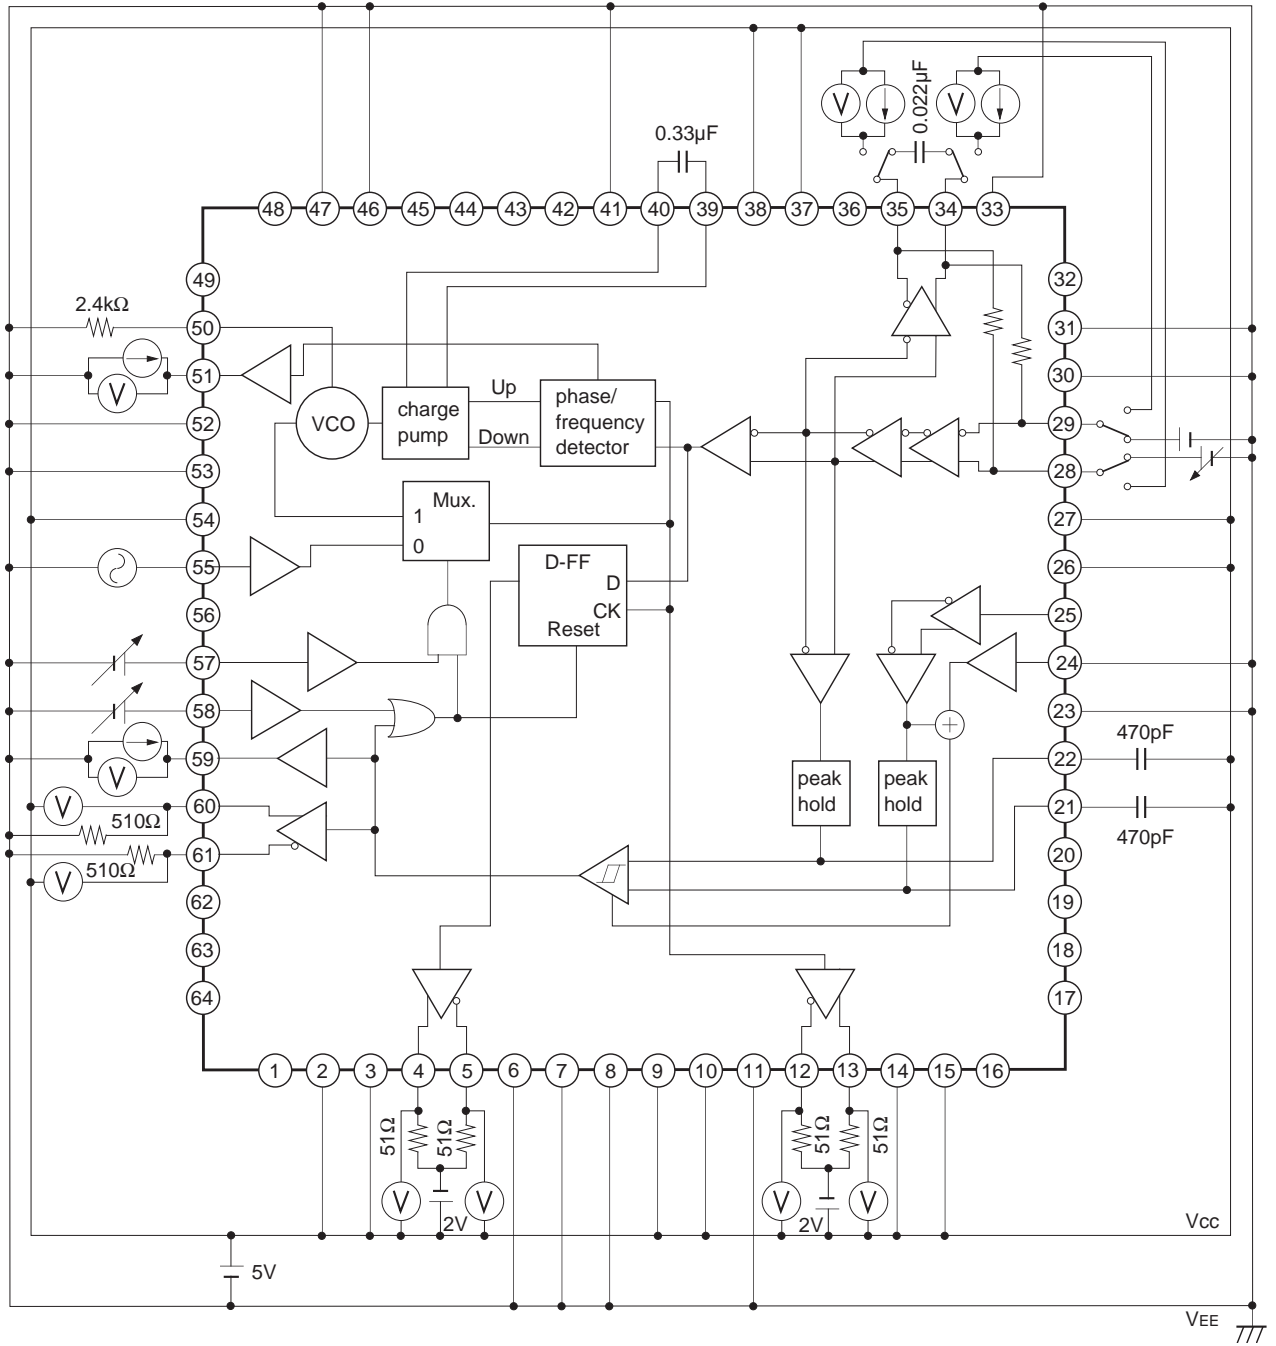 0.022µF
V
V
0.33µF
48 47 46 45 44 43 42 41 40 39 38 37 36 35 34 33
49
32
2.4kΩ
50
31
51
30
V
Up
phase/
frequency
detector
charge
pump
VCO
Down
52
29
53
28
Mux.
1
0
54
27
D-FF
D
CK
Reset
55
26
56
25
57
24
58
23
470pF
59
22
V
peak
hold
peak
hold
V
60
21
510Ω
470pF
61
20
510Ω
V
62
19
63
18
64
17
1 2 3 4 5 6 7 8 9 10 11 12 13 14 15 16
51Ω
51Ω
51Ω
51Ω
V
V
V
V
2V
2V
Vcc
5V
VEE